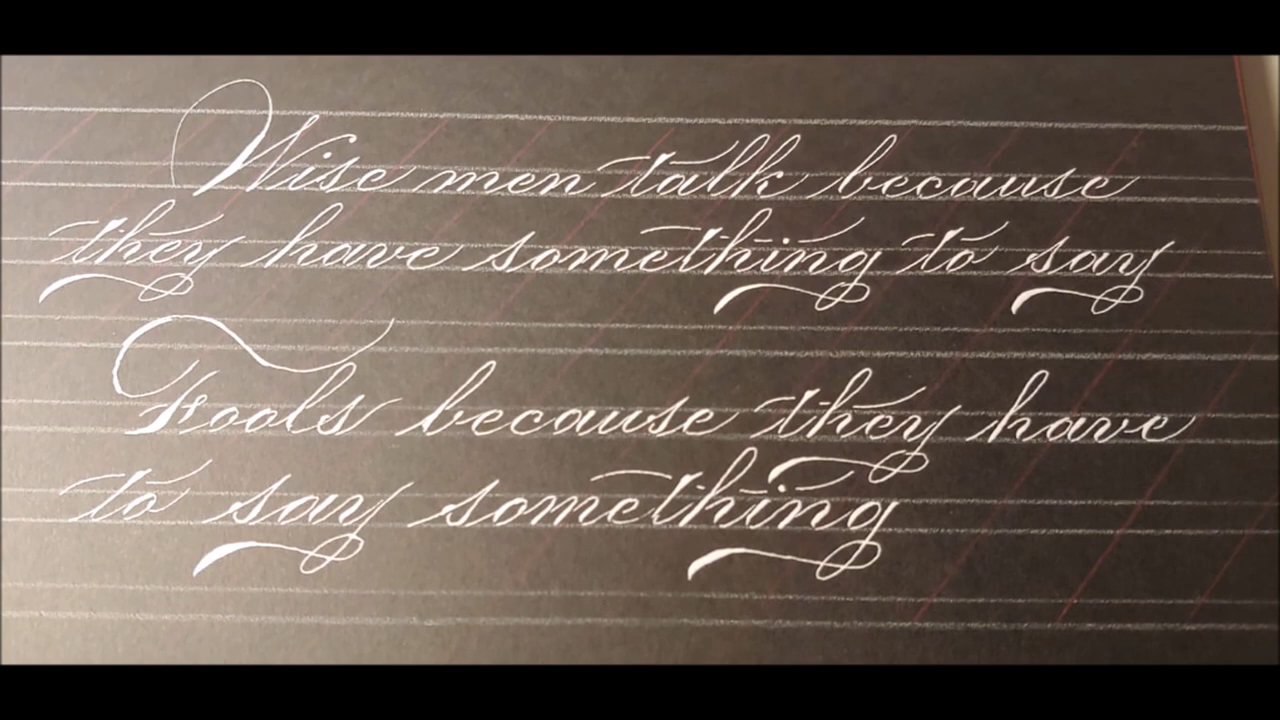 Wise men talk because
they have something to say
Fools because they have
to say something